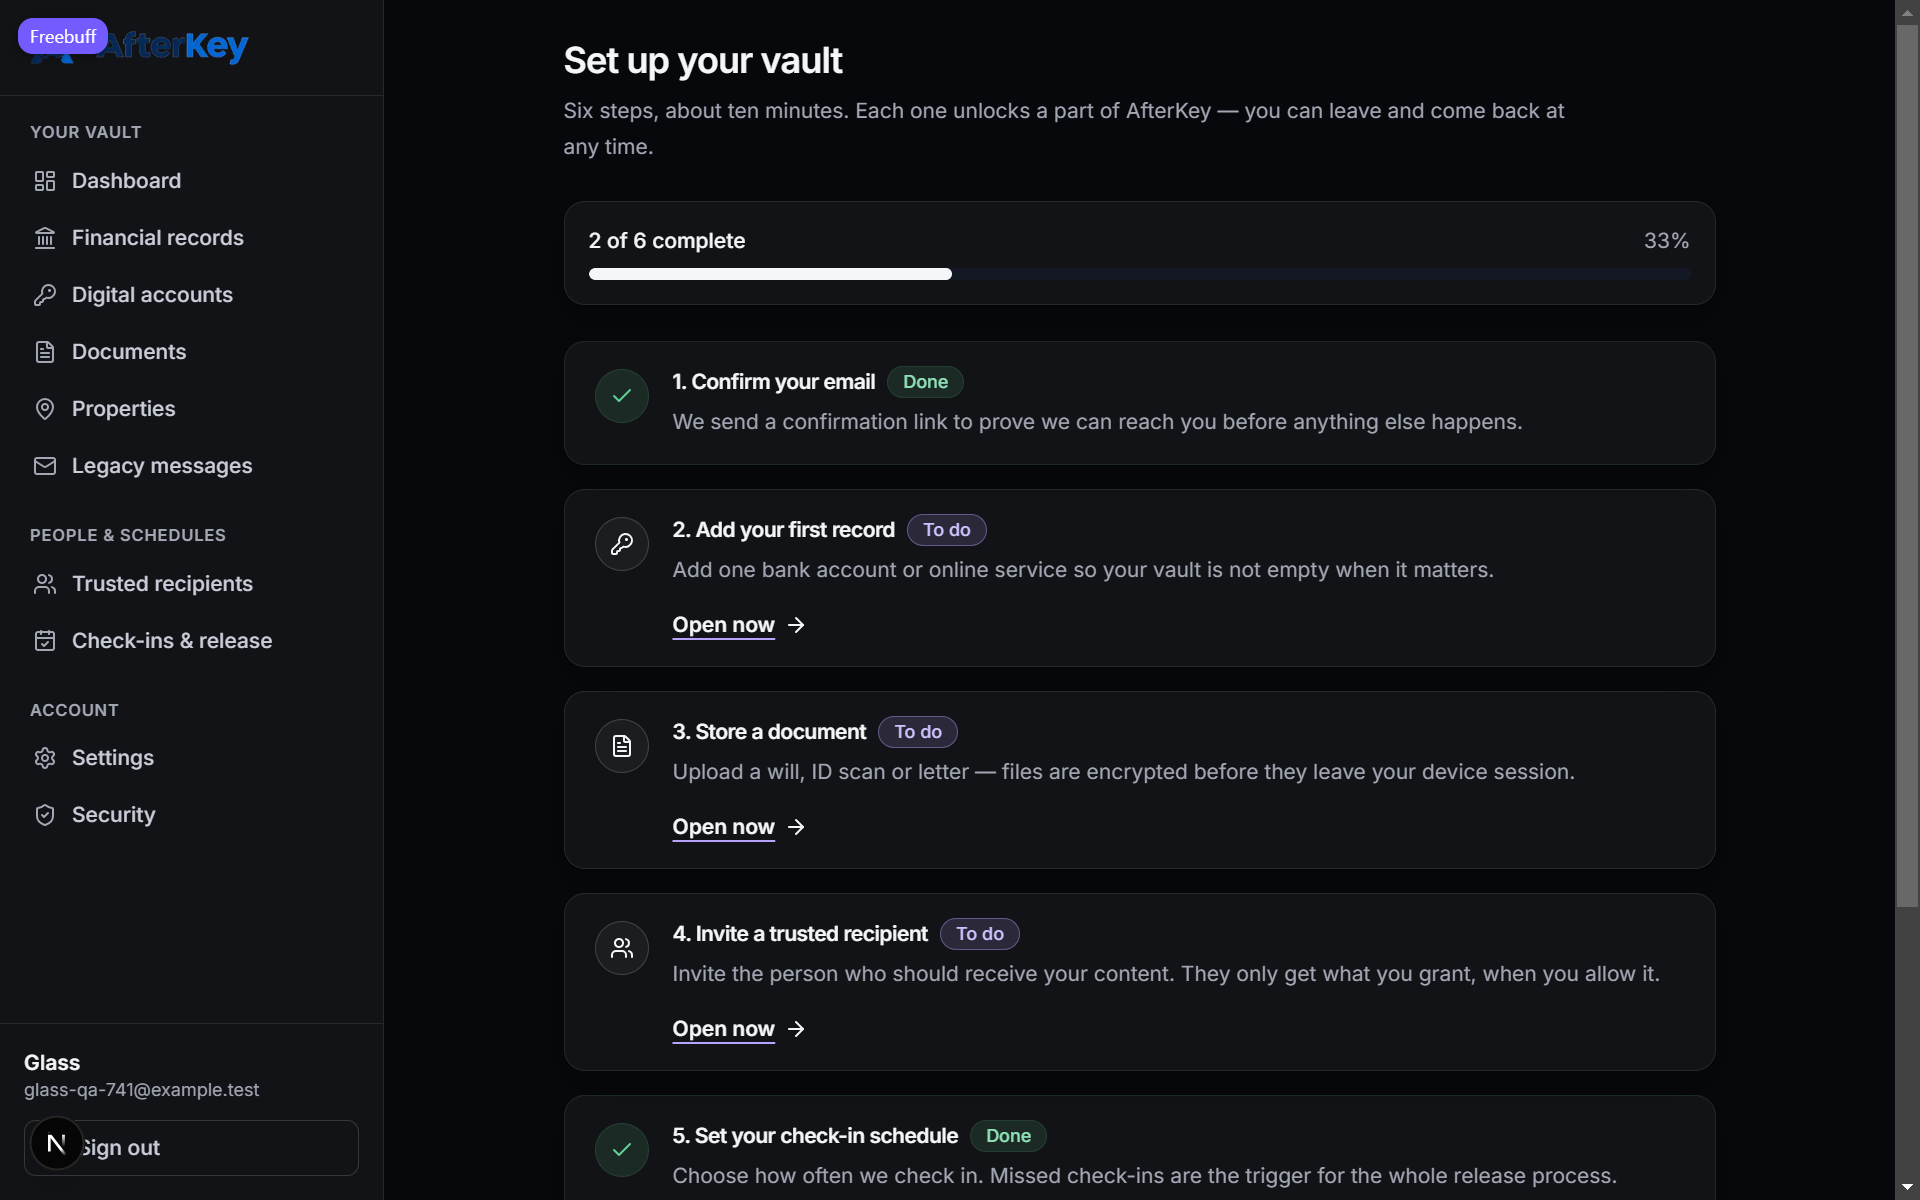 Freebuff
AfterKey
YOUR VAULT
Dashboard
Financial records
Digital accounts
Documents
Properties
Legacy messages
PEOPLE & SCHEDULES
Trusted recipients
Check-ins & release
ACCOUNT
Settings
Security
Glass
glass-qa-741@example.test
N
Sign out
Set up your vault
Six steps, about ten minutes. Each one unlocks a part of AfterKey — you can leave and come back at
any time.
2 of 6 complete
33%
1. Confirm your email Done
We send a confirmation link to prove we can reach you before anything else happens.
2. Add your first record To do
Add one bank account or online service so your vault is not empty when it matters.
Open now →
3. Store a document To do
Upload a will, ID scan or letter — files are encrypted before they leave your device session.
Open now →
4. Invite a trusted recipient To do
Invite the person who should receive your content. They only get what you grant, when you allow it.
Open now →
5. Set your check-in schedule Done
Choose how often we check in. Missed check-ins are the trigger for the whole release process.